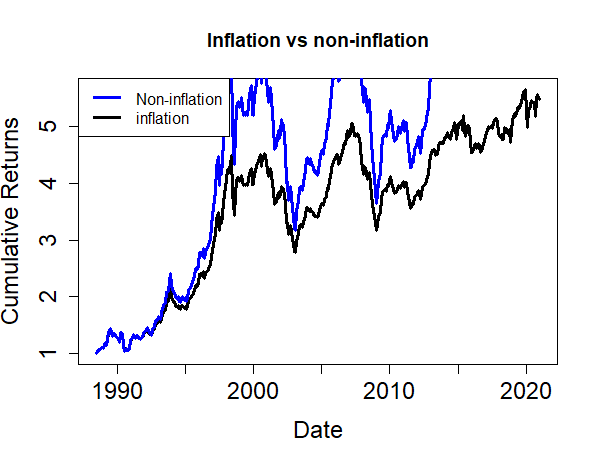 Inflation vs non-inflation
Non-inflation
inflation
Cumulative Returns
5
4
3
2
1
1990
2000
2010
2020
Date